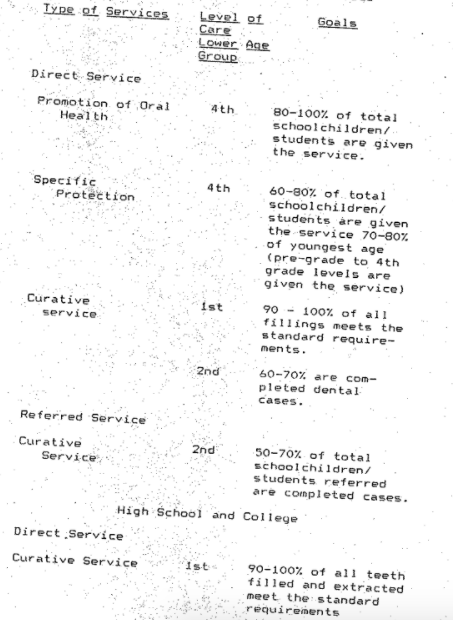 Type of Services Level of Care Lower Age Group Goals
Direct Service
Promotion of Oral Health 4th 80-100% of total
schoolchildren/
students are given
the service.
Specific Protection 4th 60-80% of total
schoolchildren/
students are given
the service 70-80%
of youngest age
(pre-grade to 4th
grade levels are
given the service)
Curative service 1st 90 - 100% of all
fillings meets the
standard require-
ments.
2nd 60-70% are com-
pleted dental
cases.
Referred Service
Curative Service 2nd 50-70% of total
schoolchildren/
students referred
are completed cases.
High School and College
Direct Service
Curative Service 1st 90-100% of all teeth
filled and extracted
meet the standard
requirements